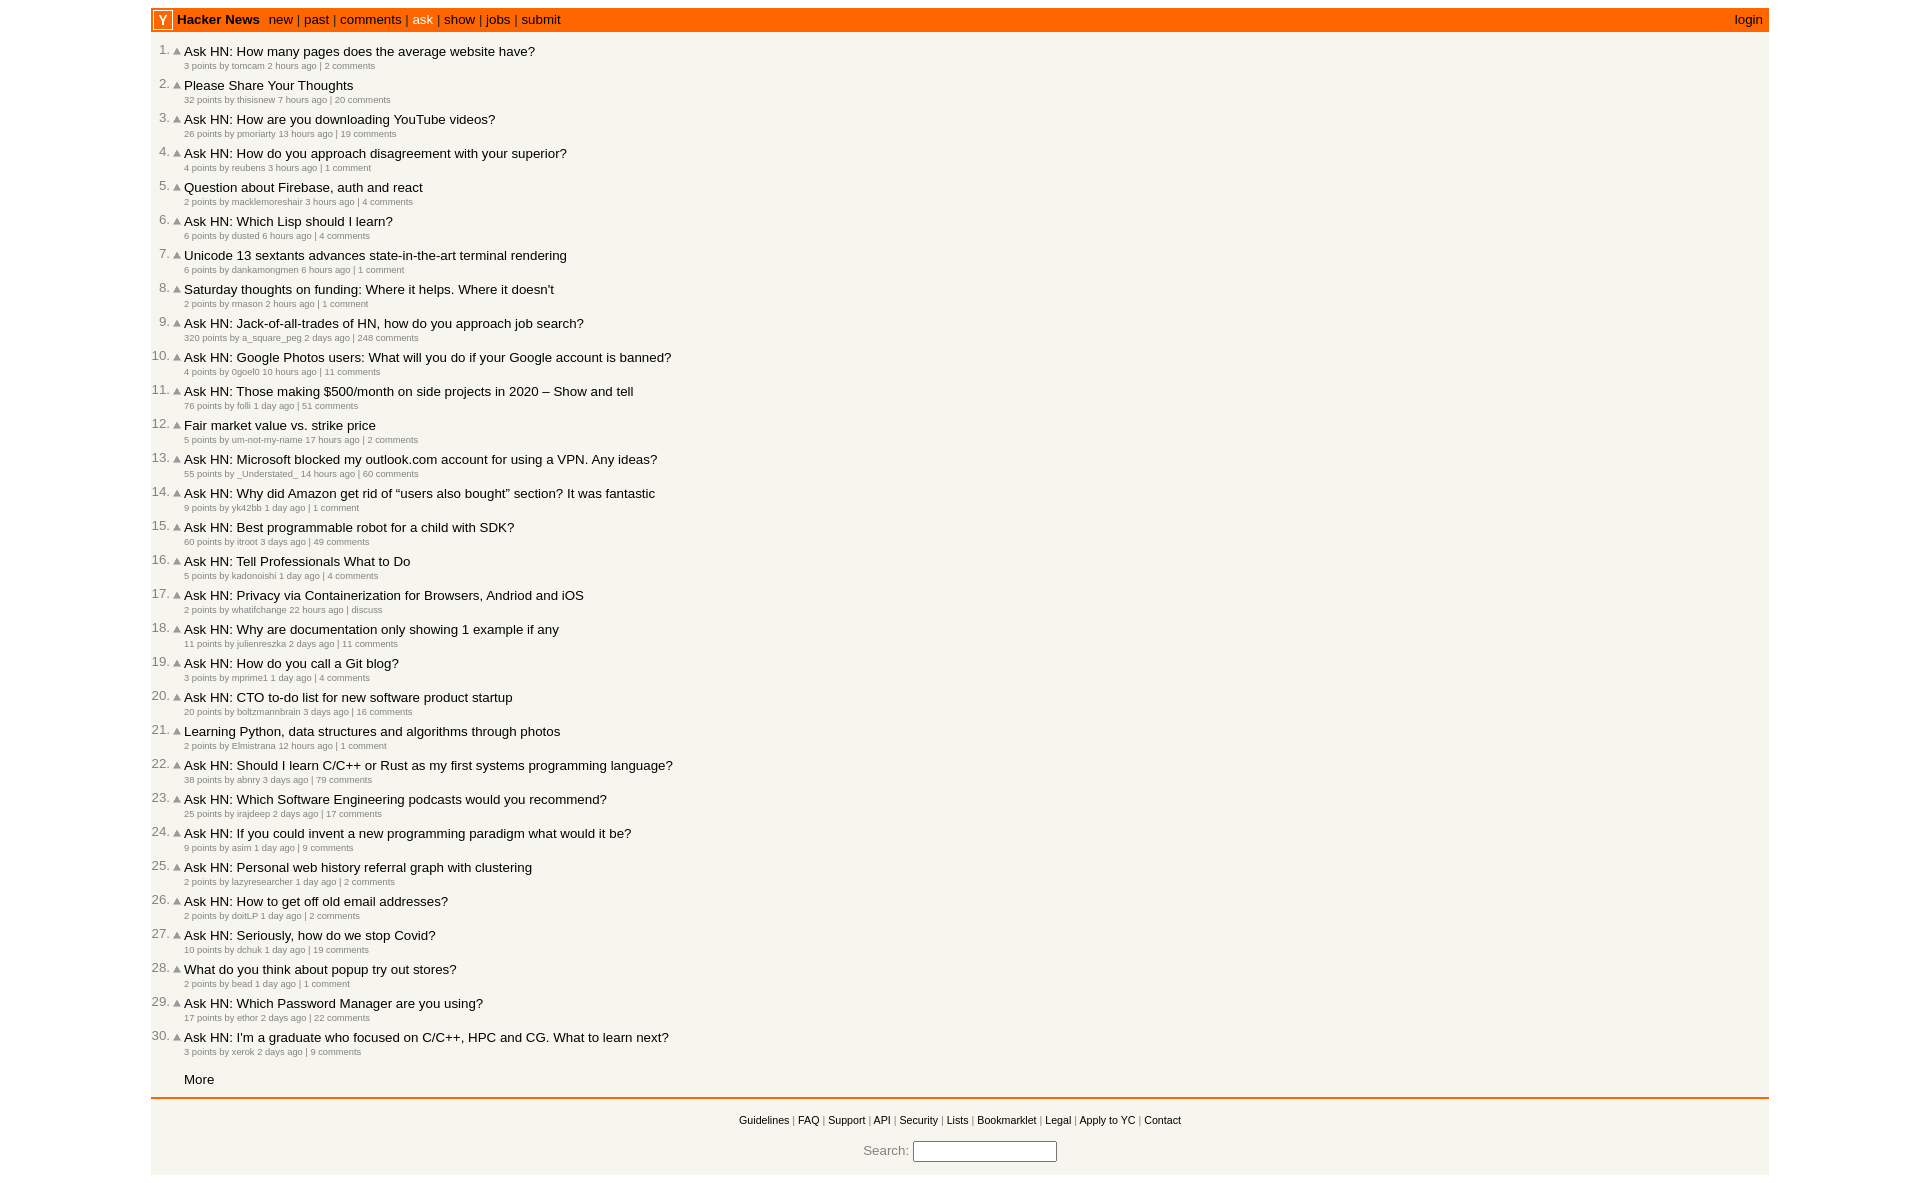 Y Hacker News new | past | comments | ask | show | jobs | submit login
1. Ask HN: How many pages does the average website have?
3 points by tomcam 2 hours ago | 2 comments
2. Please Share Your Thoughts
32 points by thisisnew 7 hours ago | 20 comments
3. Ask HN: How are you downloading YouTube videos?
26 points by pmoriarty 13 hours ago | 19 comments
4. Ask HN: How do you approach disagreement with your superior?
4 points by reubens 3 hours ago | 1 comment
5. Question about Firebase, auth and react
2 points by macklemoreshair 3 hours ago | 4 comments
6. Ask HN: Which Lisp should I learn?
6 points by dusted 6 hours ago | 4 comments
7. Unicode 13 sextants advances state-in-the-art terminal rendering
6 points by dankamongmen 6 hours ago | 1 comment
8. Saturday thoughts on funding: Where it helps. Where it doesn't
2 points by rmason 2 hours ago | 1 comment
9. Ask HN: Jack-of-all-trades of HN, how do you approach job search?
320 points by a_square_peg 2 days ago | 248 comments
10. Ask HN: Google Photos users: What will you do if your Google account is banned?
4 points by 0goel0 10 hours ago | 11 comments
11. Ask HN: Those making $500/month on side projects in 2020 – Show and tell
76 points by folli 1 day ago | 51 comments
12. Fair market value vs. strike price
5 points by um-not-my-name 17 hours ago | 2 comments
13. Ask HN: Microsoft blocked my outlook.com account for using a VPN. Any ideas?
55 points by _Understated_ 14 hours ago | 60 comments
14. Ask HN: Why did Amazon get rid of “users also bought” section? It was fantastic
9 points by yk42bb 1 day ago | 1 comment
15. Ask HN: Best programmable robot for a child with SDK?
60 points by itroot 3 days ago | 49 comments
16. Ask HN: Tell Professionals What to Do
5 points by kadonoishi 1 day ago | 4 comments
17. Ask HN: Privacy via Containerization for Browsers, Andriod and iOS
2 points by whatifchange 22 hours ago | discuss
18. Ask HN: Why are documentation only showing 1 example if any
11 points by julienreszka 2 days ago | 11 comments
19. Ask HN: How do you call a Git blog?
3 points by mprime1 1 day ago | 4 comments
20. Ask HN: CTO to-do list for new software product startup
20 points by boltzmannbrain 3 days ago | 16 comments
21. Learning Python, data structures and algorithms through photos
2 points by Elmistrana 12 hours ago | 1 comment
22. Ask HN: Should I learn C/C++ or Rust as my first systems programming language?
38 points by abnry 3 days ago | 79 comments
23. Ask HN: Which Software Engineering podcasts would you recommend?
25 points by irajdeep 2 days ago | 17 comments
24. Ask HN: If you could invent a new programming paradigm what would it be?
9 points by asim 1 day ago | 9 comments
25. Ask HN: Personal web history referral graph with clustering
2 points by lazyresearcher 1 day ago | 2 comments
26. Ask HN: How to get off old email addresses?
2 points by doitLP 1 day ago | 2 comments
27. Ask HN: Seriously, how do we stop Covid?
10 points by dchuk 1 day ago | 19 comments
28. What do you think about popup try out stores?
2 points by bead 1 day ago | 1 comment
29. Ask HN: Which Password Manager are you using?
17 points by ethor 2 days ago | 22 comments
30. Ask HN: I'm a graduate who focused on C/C++, HPC and CG. What to learn next?
3 points by xerok 2 days ago | 9 comments
More
Guidelines | FAQ | Support | API | Security | Lists | Bookmarklet | Legal | Apply to YC | Contact
Search: